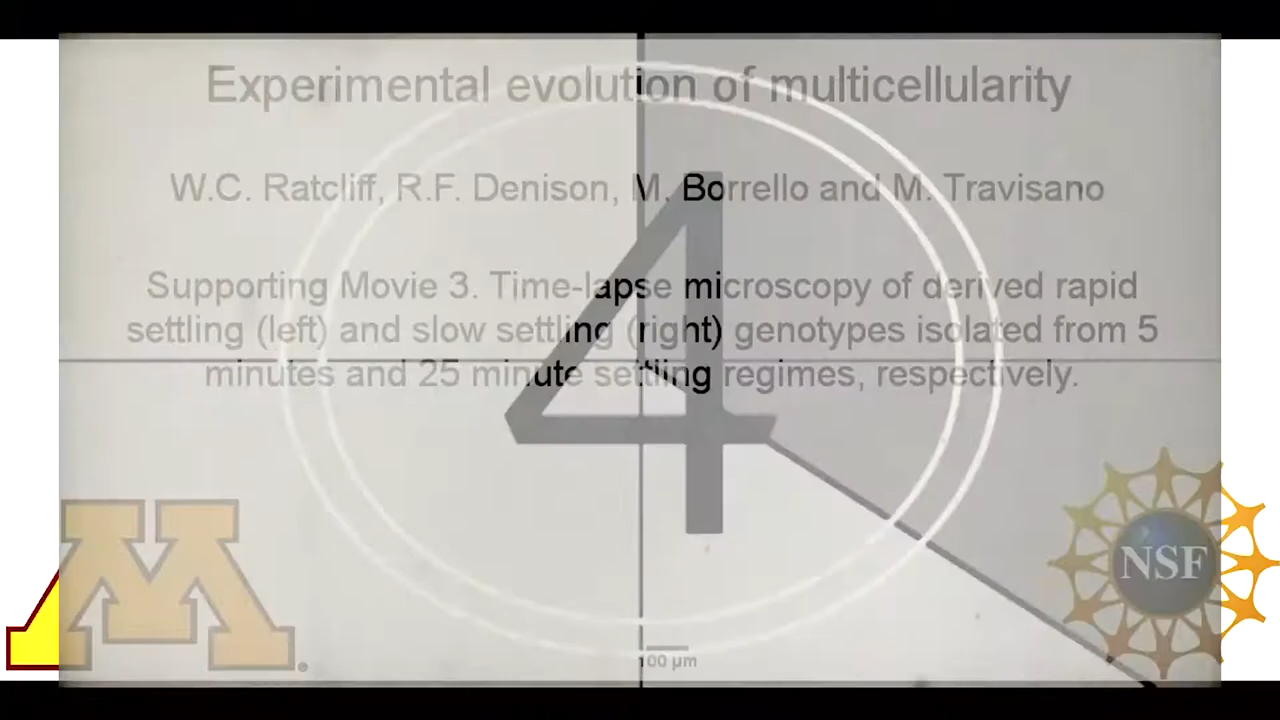 Experimental evolution of multicellularity
W.C. Ratcliff, R.F. Denison, M. Borrello and M. Travisano
Supporting Movie 3. Time-lapse microscopy of derived rapid
settling (left) and slow settling (right) genotypes isolated from 5
minutes and 25 minute settling regimes, respectively.
4
M
NSF
100 µm